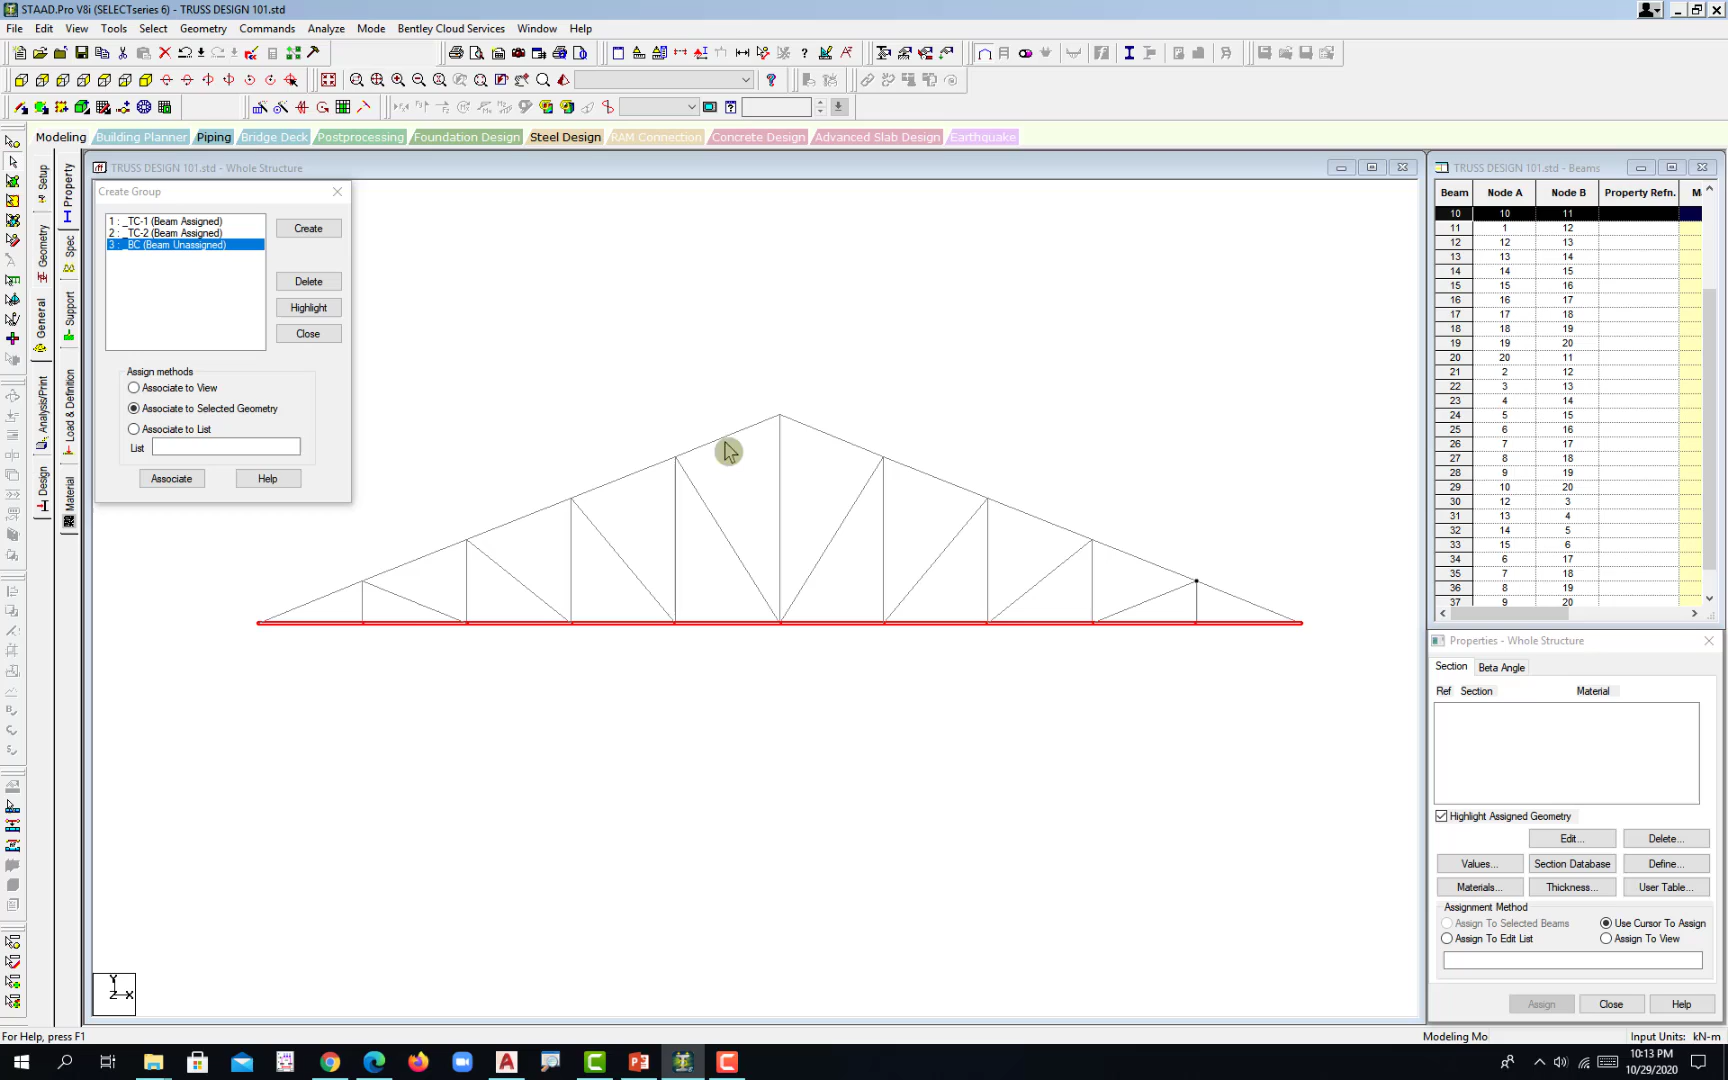 STAAD.Pro V8i (SELECTseries 6) - TRUSS DESIGN 101.std
File Edit View Tools Select Geometry Commands Analyze Mode Bentley Cloud Services Window Help
Modeling Building Planner Piping Bridge Deck Postprocessing Foundation Design Steel Design RAM Connection Concrete Design Advanced Slab Design Earthquake
Setup
Geometry
General
Analysis/Print
Design
Property
Spec
Support
Load & Definition
Material
TRUSS DESIGN 101.std - Whole Structure
Create Group
1 : _TC-1 (Beam Assigned)
2 : _TC-2 (Beam Assigned)
3 : _BC (Beam Unassigned)
Create
Delete
Highlight
Close
Assign methods
Associate to View
Associate to Selected Geometry
Associate to List
List
Associate Help
Y
Z X
TRUSS DESIGN 101.std - Beams
Beam Node A Node B Property Refn. M
10 10 11
11 1 12
12 12 13
13 13 14
14 14 15
15 15 16
16 16 17
17 17 18
18 18 19
19 19 20
20 20 11
21 2 12
22 3 13
23 4 14
24 5 15
25 6 16
26 7 17
27 8 18
28 9 19
29 10 20
30 12 3
31 13 4
32 14 5
33 15 6
34 6 17
35 7 18
36 8 19
37 9 20
Properties - Whole Structure
Section Beta Angle
Ref Section Material
Highlight Assigned Geometry
Edit... Delete...
Values... Section Database Define...
Materials... Thickness... User Table...
Assignment Method
Assign To Selected Beams Use Cursor To Assign
Assign To Edit List Assign To View
Assign Close Help
For Help, press F1
Modeling Mo Input Units: kN-m
10:13 PM
10/29/2020